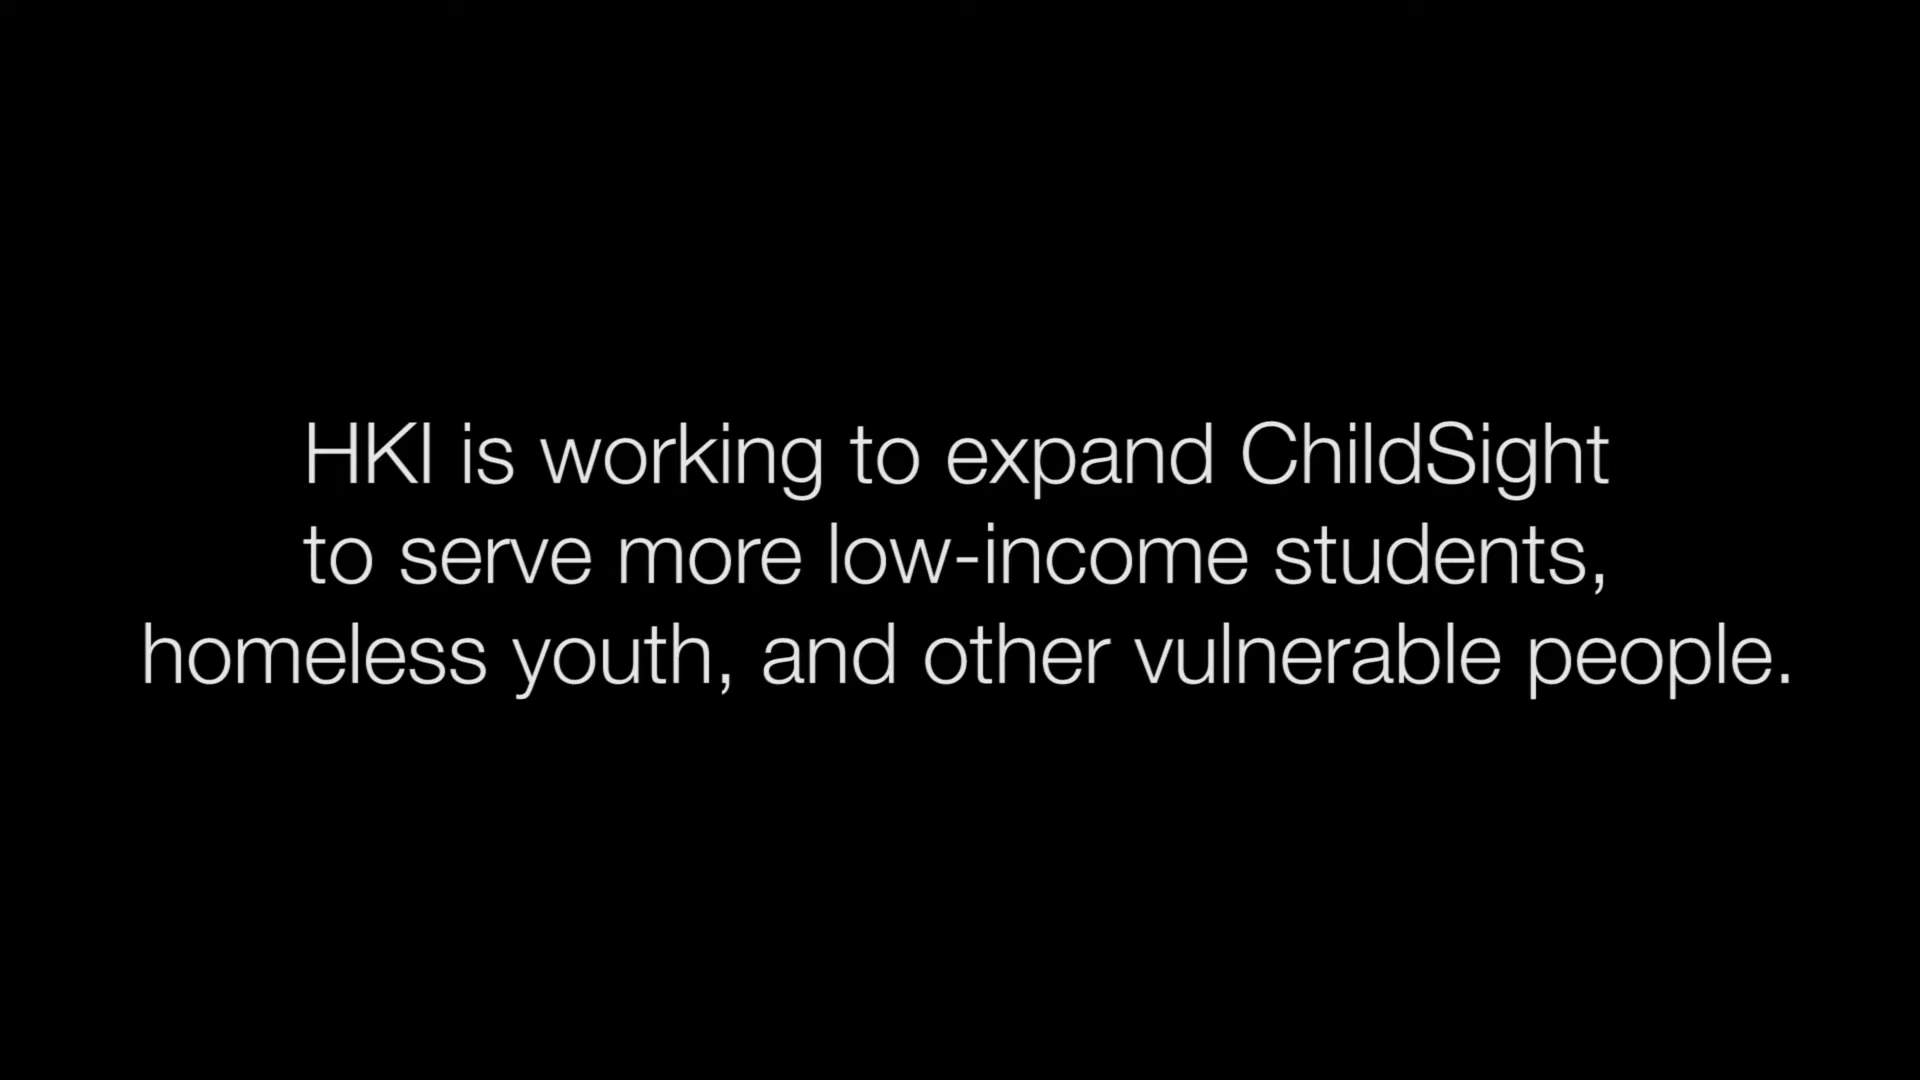 HKI is working to expand ChildSight
to serve more low-income students,
homeless youth, and other vulnerable people.